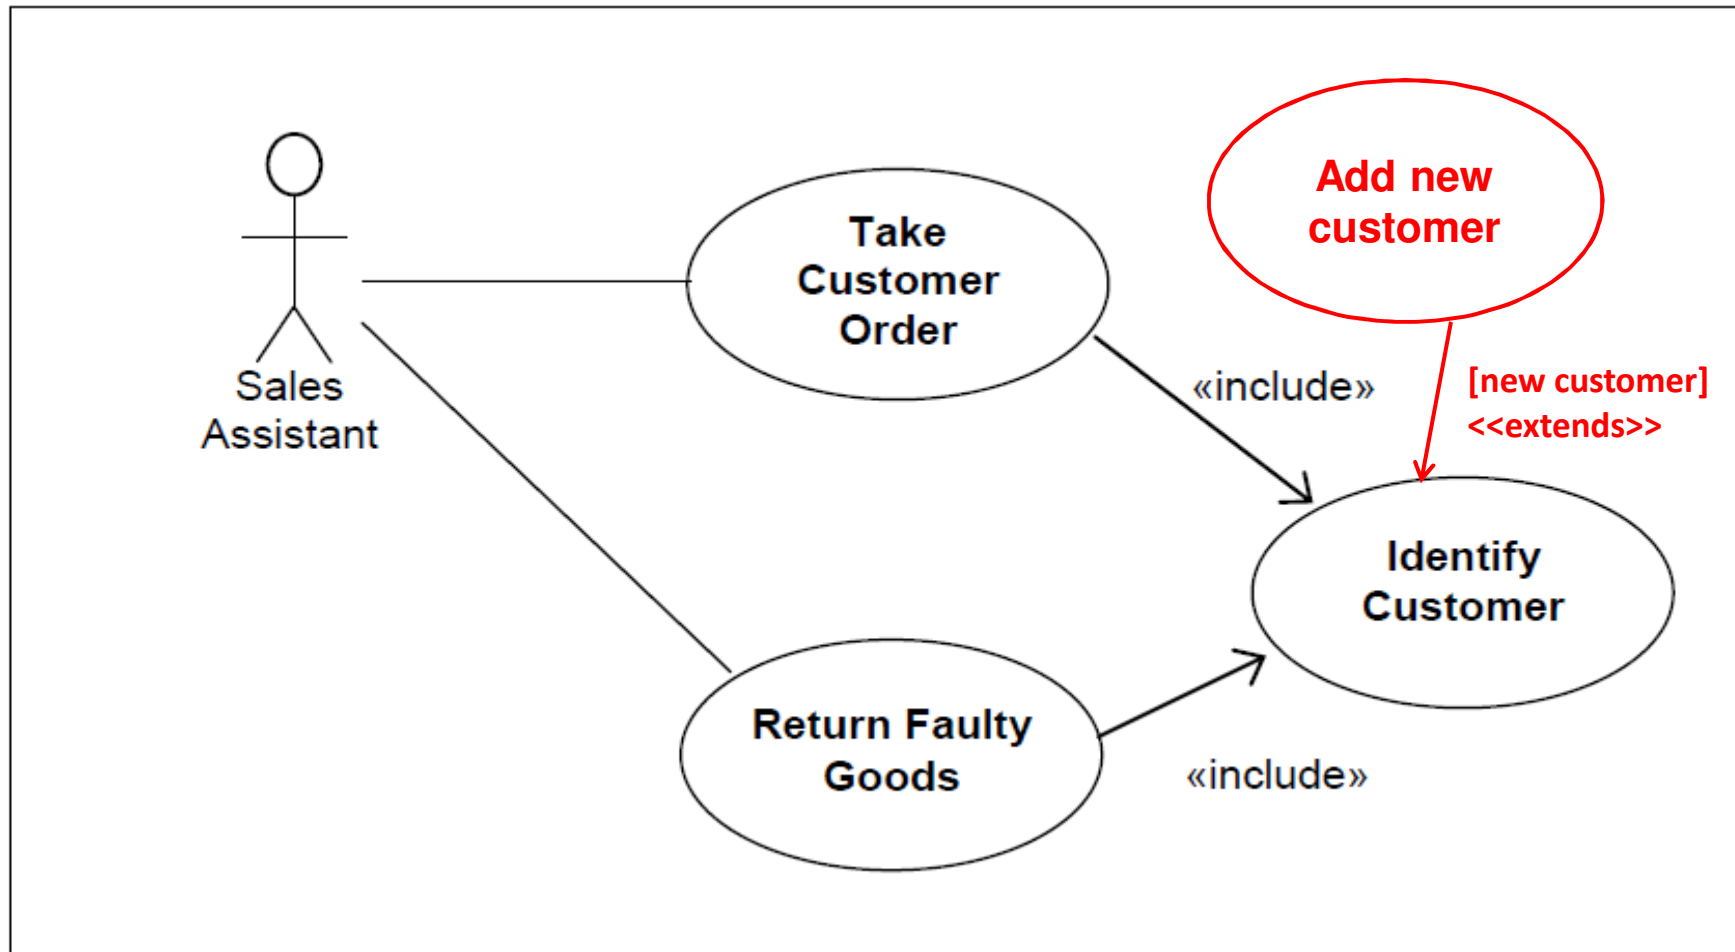 Add new
customer
Take
Customer
Order
Sales
Assistant
«include»
[new customer]
<<extends>>
Identify
Customer
Return Faulty
Goods
«include»